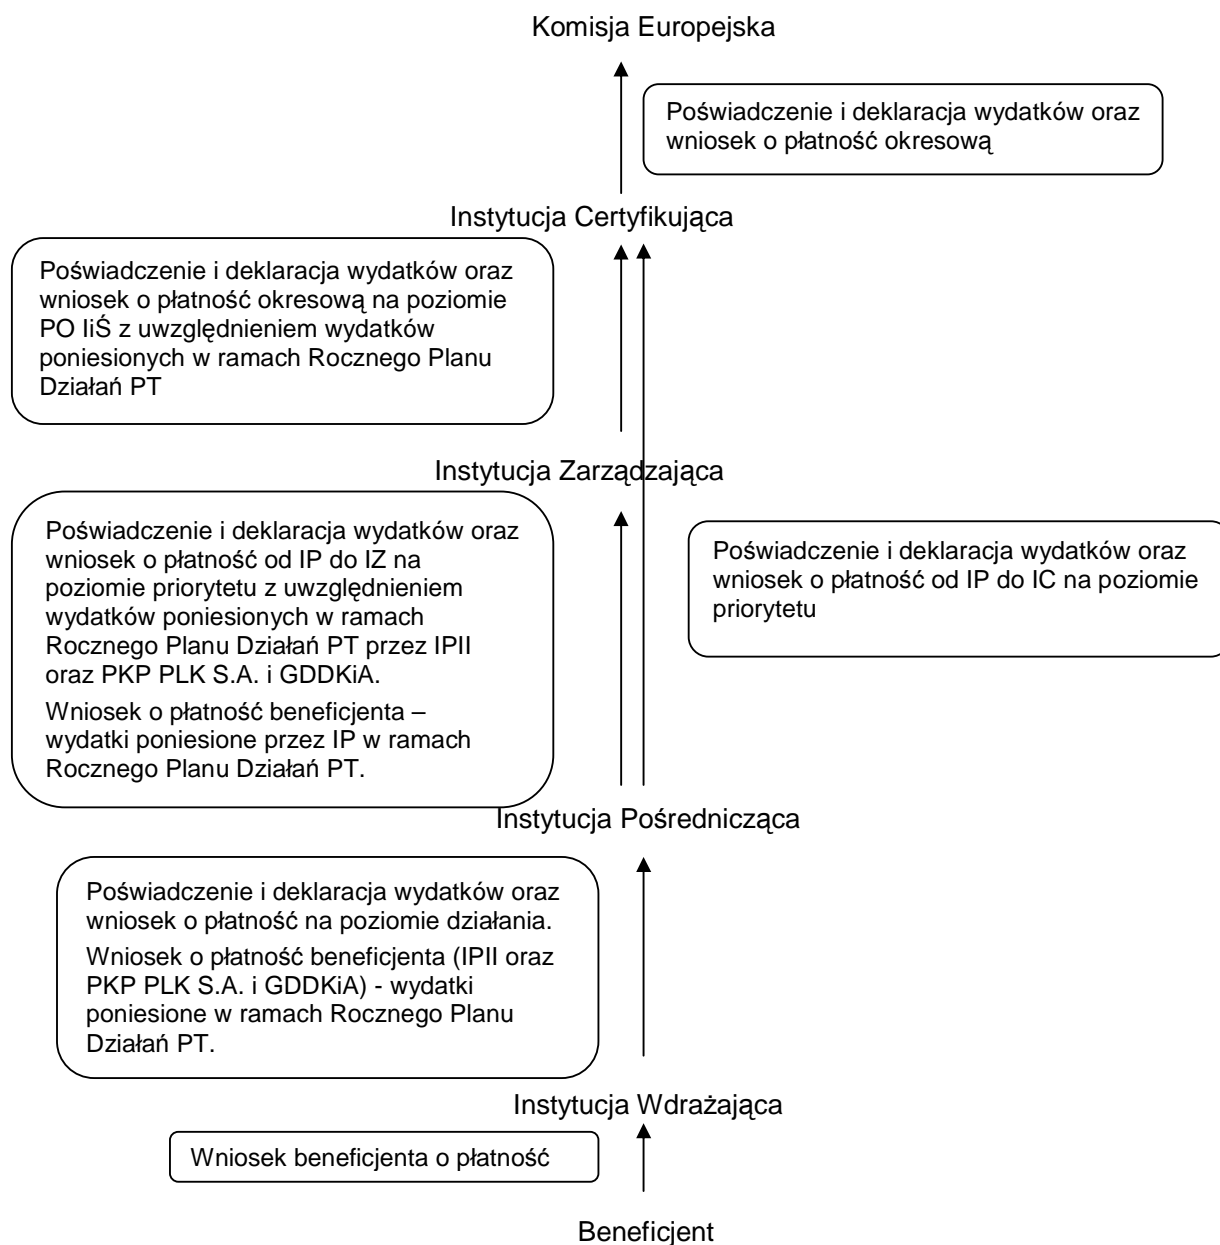 Komisja Europejska
Poświadczenie i deklaracja wydatków oraz
wniosek o płatność okresową
Instytucja Certyfikująca
Poświadczenie i deklaracja wydatków oraz
wniosek o płatność okresową na poziomie
PO IiŚ z uwzględnieniem wydatków
poniesionych w ramach Rocznego Planu
Działań PT
Instytucja Zarządzająca
Poświadczenie i deklaracja wydatków oraz
wniosek o płatność od IP do IZ na
poziomie priorytetu z uwzględnieniem
wydatków poniesionych w ramach
Rocznego Planu Działań PT przez IPII
oraz PKP PLK S.A. i GDDKiA.
Wniosek o płatność beneficjenta –
wydatki poniesione przez IP w ramach
Rocznego Planu Działań PT.
Poświadczenie i deklaracja wydatków oraz
wniosek o płatność od IP do IC na poziomie
priorytetu
Instytucja Pośrednicząca
Poświadczenie i deklaracja wydatków oraz
wniosek o płatność na poziomie działania.
Wniosek o płatność beneficjenta (IPII oraz
PKP PLK S.A. i GDDKiA) - wydatki
poniesione w ramach Rocznego Planu
Działań PT.
Instytucja Wdrażająca
Wniosek beneficjenta o płatność
Beneficjent